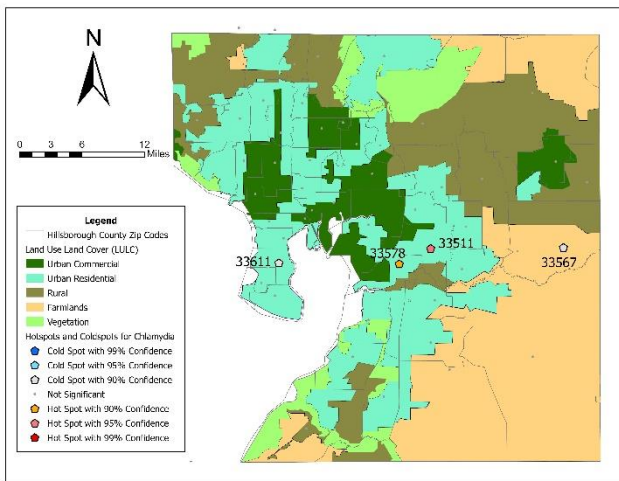 N
0 3 6 12
Miles
33611
33578
33511
33567
Legend
Hillsborough County Zip Codes
Land Use Land Cover (LULC)
Urban Commercial
Urban Residential
Rural
Farmlands
Vegetation
Hotspots and Coldspots for Chlamydia
Cold Spot with 99% Confidence
Cold Spot with 95% Confidence
Cold Spot with 90% Confidence
Not Significant
Hot Spot with 90% Confidence
Hot Spot with 95% Confidence
Hot Spot with 99% Confidence